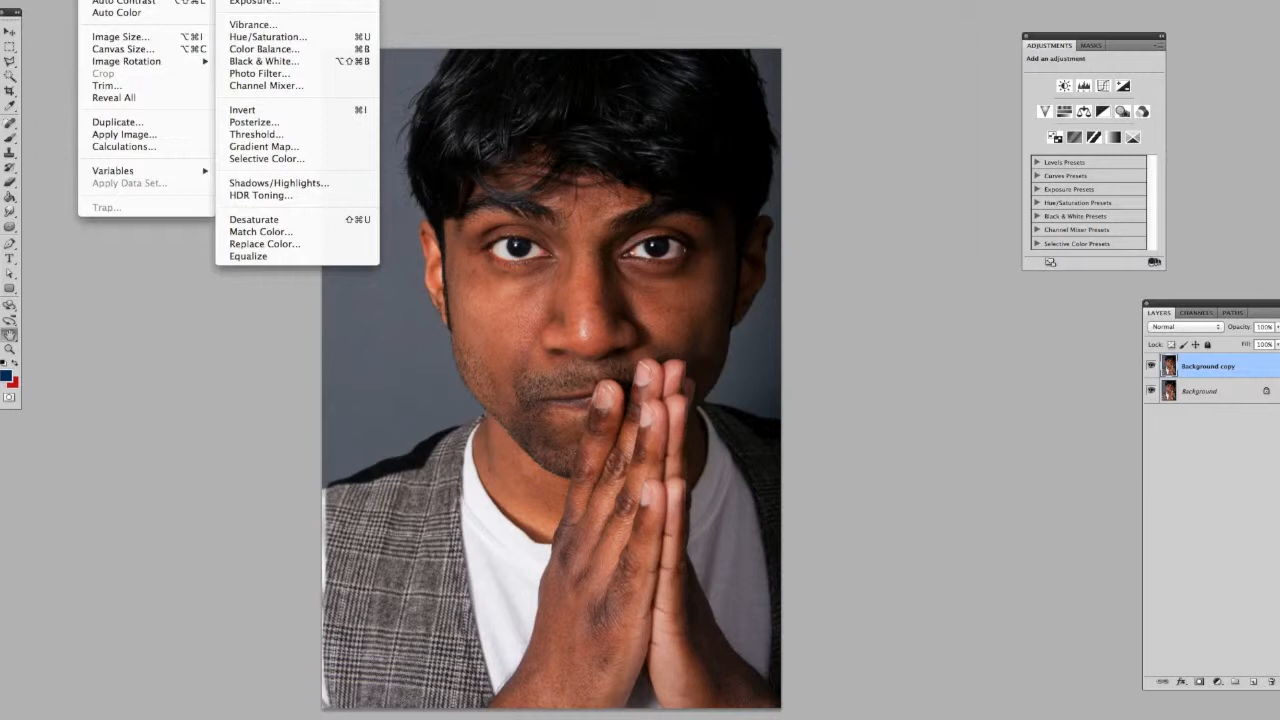 Auto Contrast ⌥⇧⌘L
Auto Color
Image Size... ⌥⌘I
Canvas Size... ⌥⌘C
Image Rotation
Crop
Trim...
Reveal All
Duplicate...
Apply Image...
Calculations...
Variables
Apply Data Set...
Trap...
Exposure...
Vibrance...
Hue/Saturation... ⌘U
Color Balance... ⌘B
Black & White... ⌥⇧⌘B
Photo Filter...
Channel Mixer...
Invert ⌘I
Posterize...
Threshold...
Gradient Map...
Selective Color...
Shadows/Highlights...
HDR Toning...
Desaturate ⇧⌘U
Match Color...
Replace Color...
Equalize
ADJUSTMENTS MASKS
Add an adjustment
Levels Presets
Curves Presets
Exposure Presets
Hue/Saturation Presets
Black & White Presets
Channel Mixer Presets
Selective Color Presets
LAYERS CHANNELS PATHS
Normal Opacity: 100%
Lock: Fill: 100%
Background copy
Background